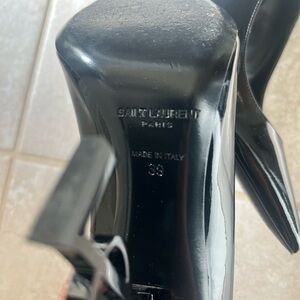 SAINT LAURENT
PARIS
MADE IN ITALY
39